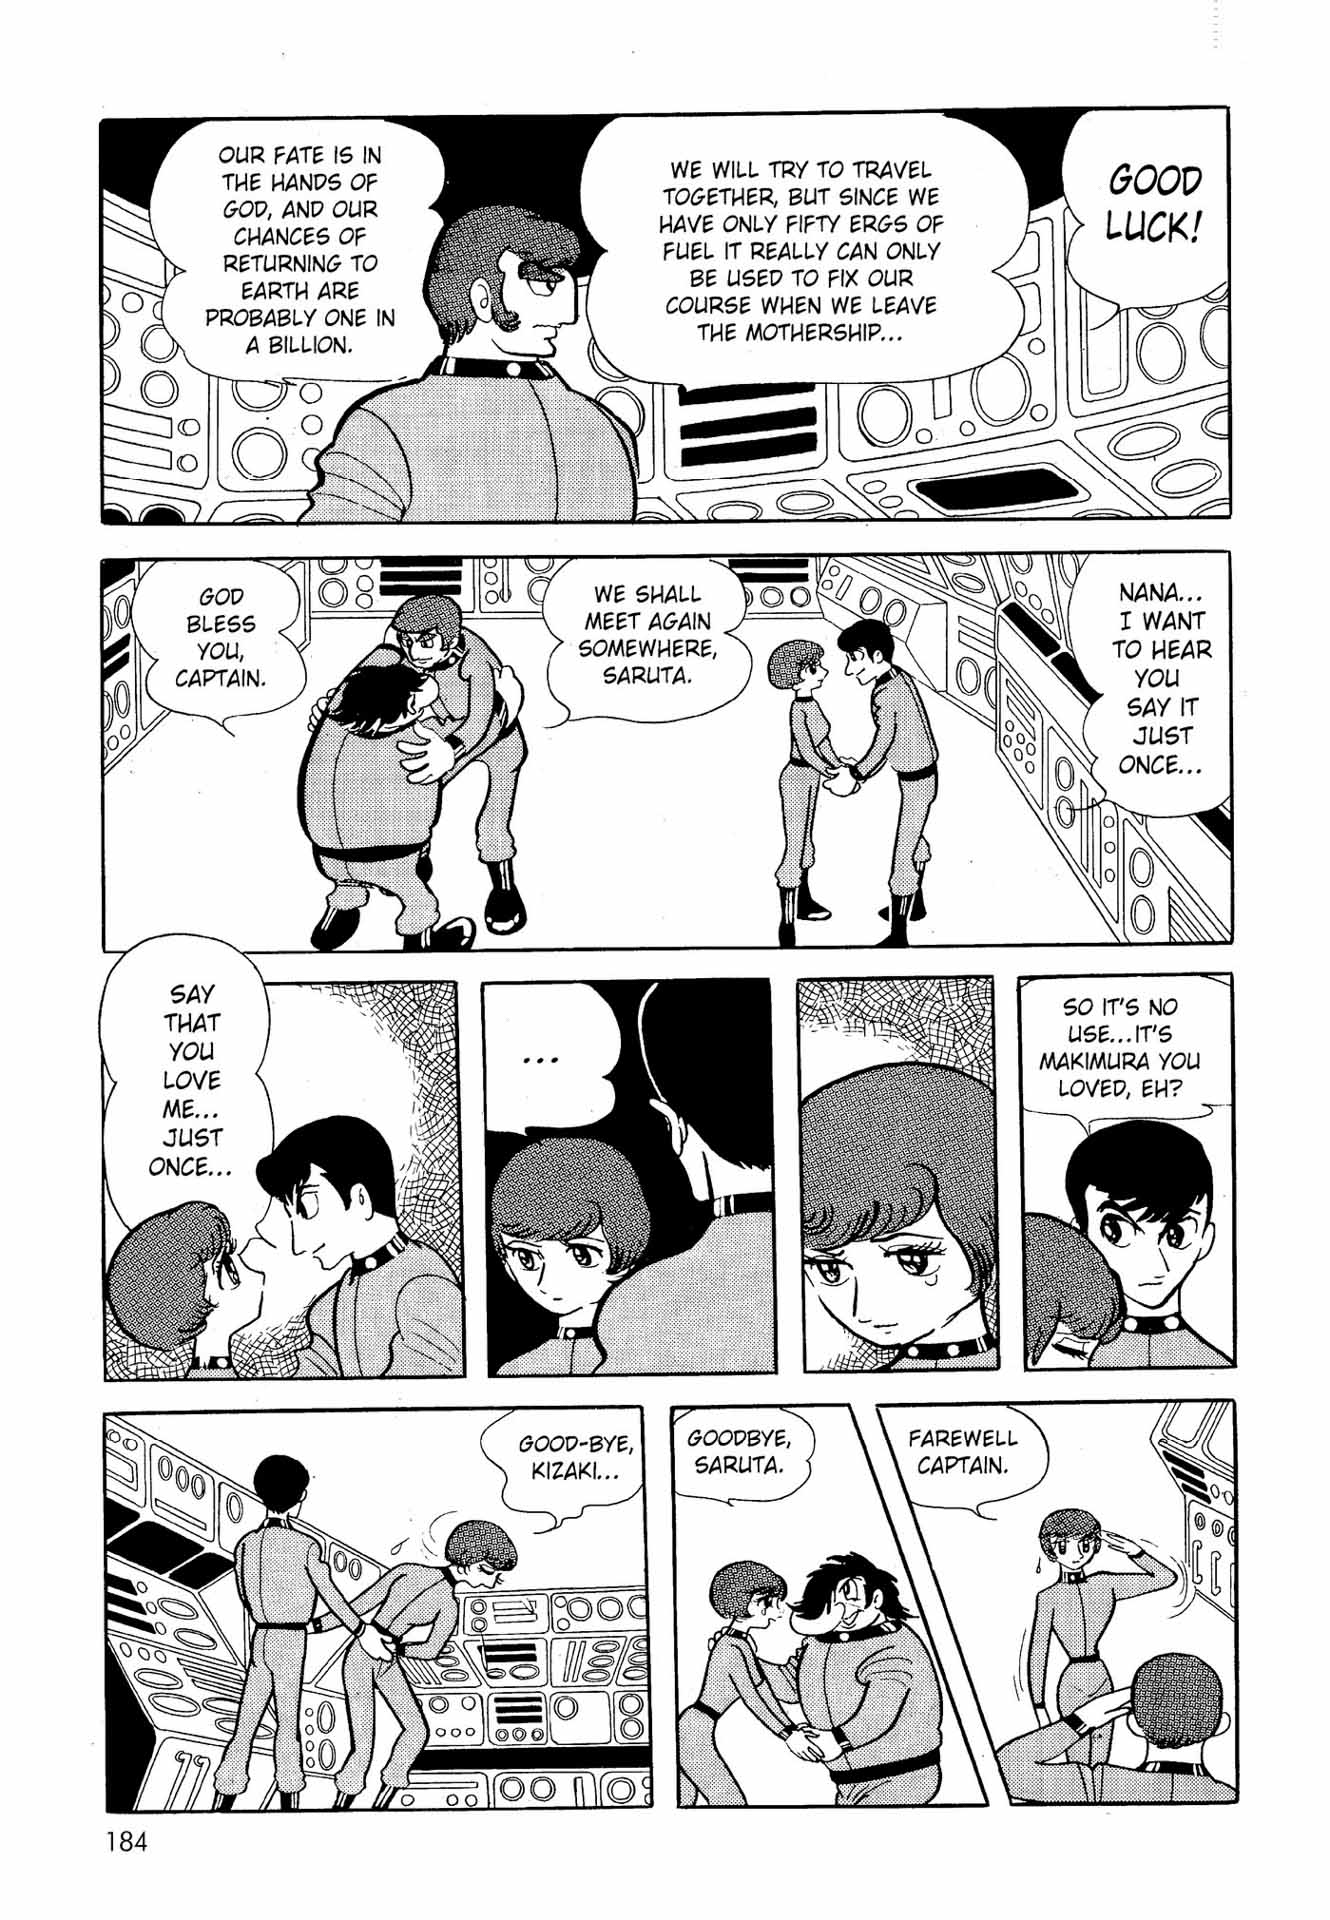 OUR FATE IS IN
THE HANDS OF
GOD, AND OUR
CHANCES OF
RETURNING TO
EARTH ARE
PROBABLY ONE IN
A BILLION.
WE WILL TRY TO TRAVEL
TOGETHER, BUT SINCE WE
HAVE ONLY FIFTY ERGS OF
FUEL IT REALLY CAN ONLY
BE USED TO FIX OUR
COURSE WHEN WE LEAVE
THE MOTHERSHIP...
GOOD
LUCK!
GOD
BLESS
YOU,
CAPTAIN.
WE SHALL
MEET AGAIN
SOMEWHERE,
SARUTA.
NANA...
I WANT
TO HEAR
YOU
SAY IT
JUST
ONCE...
SAY
THAT
YOU
LOVE
ME...
JUST
ONCE...
...
SO IT'S NO
USE...IT'S
MAKIMURA YOU
LOVED, EH?
GOOD-BYE,
KIZAKI...
GOODBYE,
SARUTA.
FAREWELL
CAPTAIN.
184